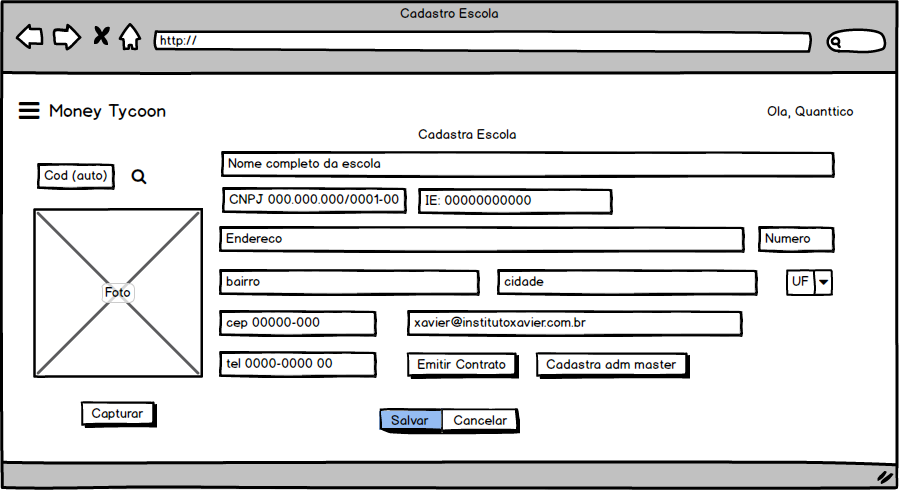 Cadastro Escola
http://
Money Tycoon
Ola, Quanttico
Cadastra Escola
Cod (auto)
Nome completo da escola
CNPJ 000.000.000/0001-00
IE: 00000000000
Endereco
Numero
Foto
bairro
cidade
UF
cep 00000-000
xavier@institutoxavier.com.br
tel 0000-0000 00
Emitir Contrato
Cadastra adm master
Capturar
Salvar
Cancelar